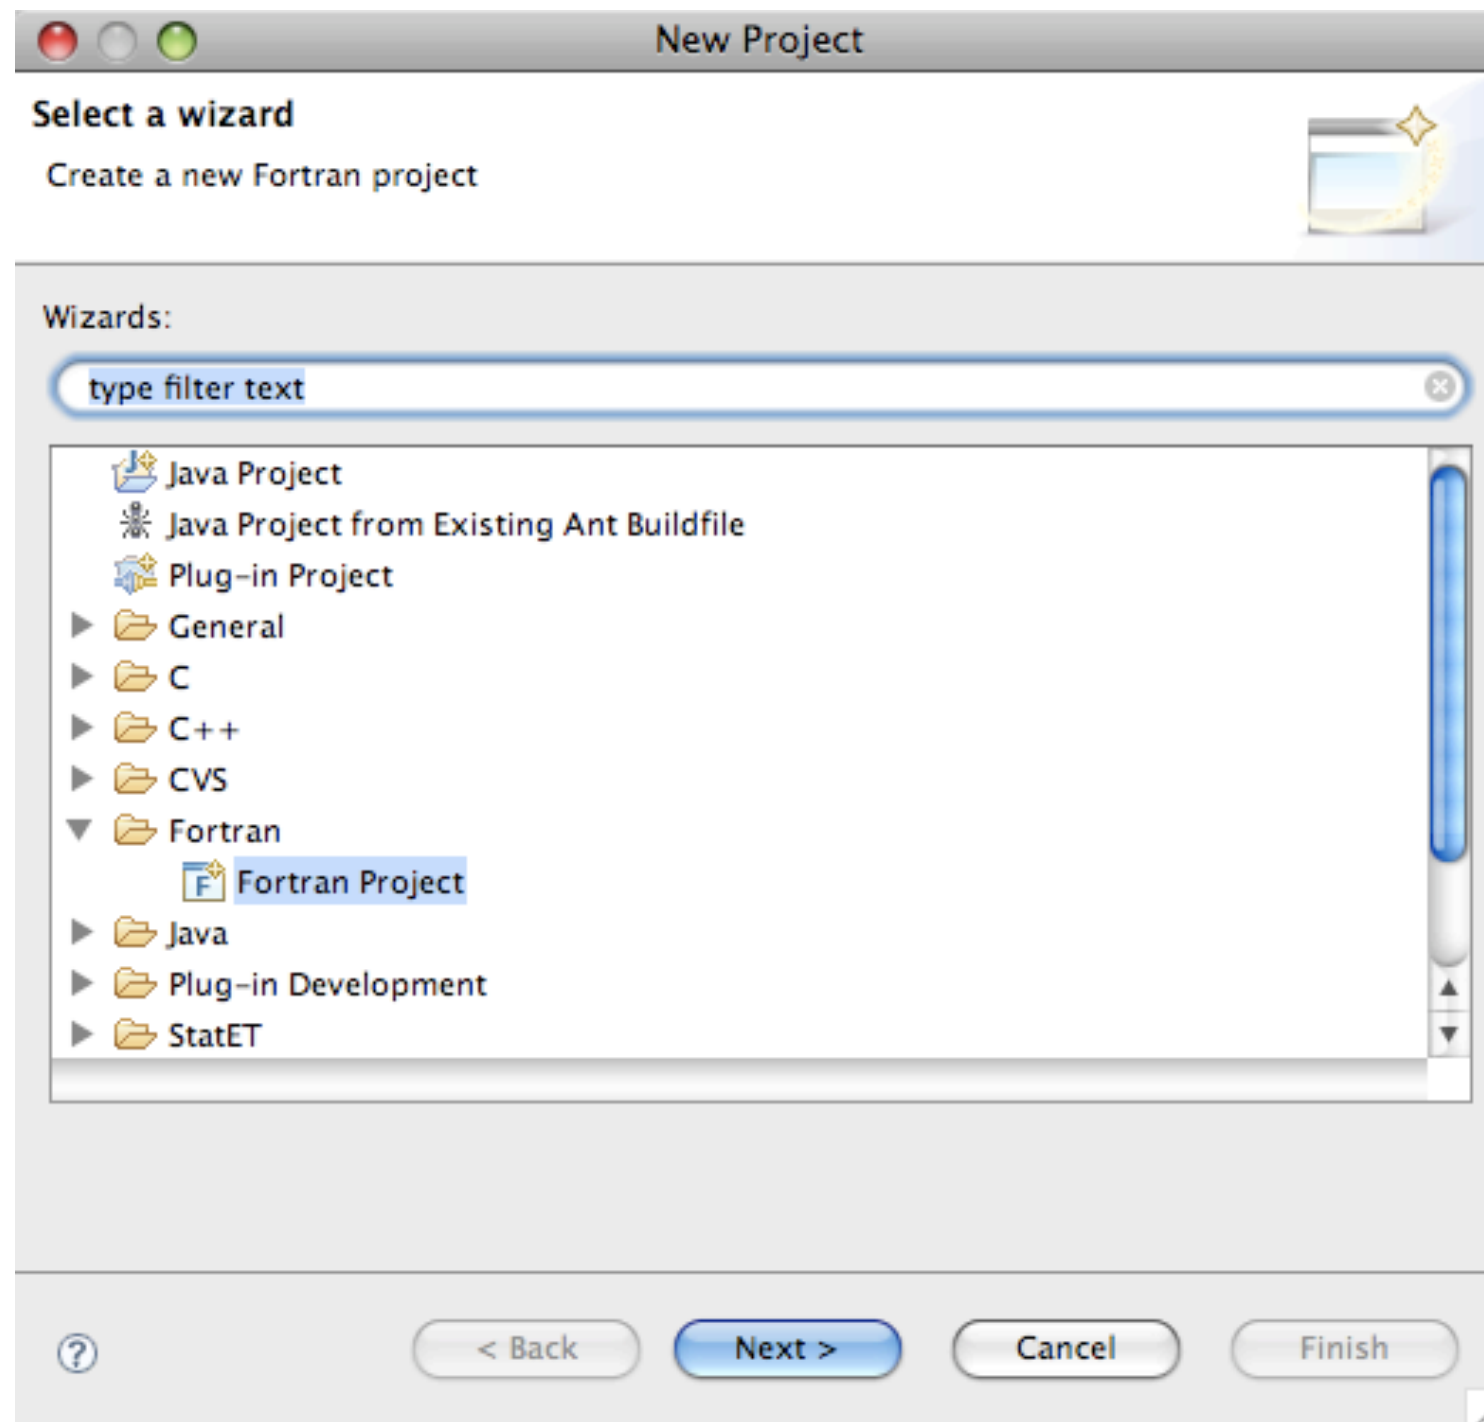 New Project
Select a wizard
Create a new Fortran project
Wizards:
type filter text
Java Project
Java Project from Existing Ant Buildfile
Plug-in Project
General
C
C++
CVS
Fortran
F Fortran Project
Java
Plug-in Development
StatET
? < Back Next > Cancel Finish